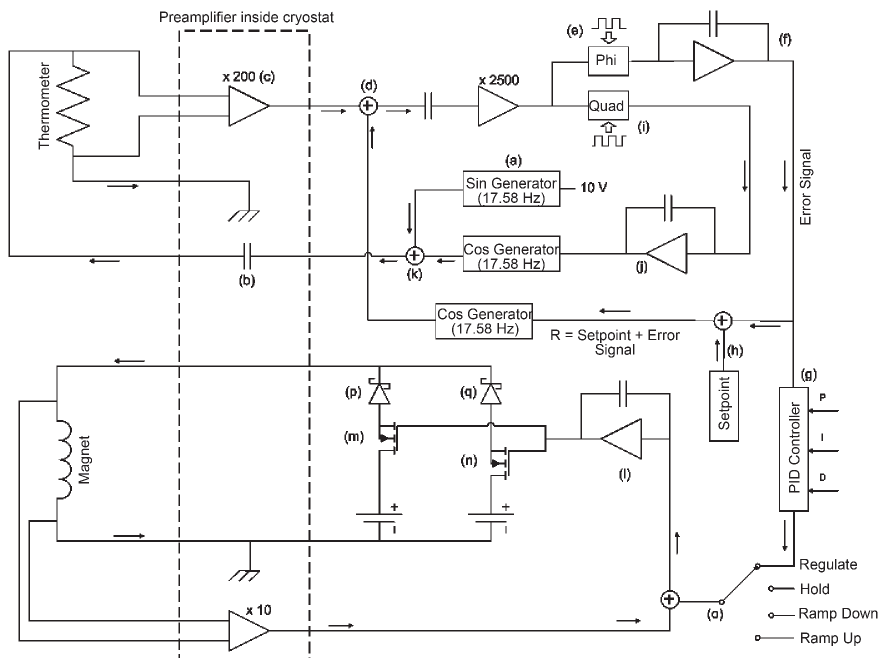 Preamplifier inside cryostat
Thermometer
x 200 (c)
(d)
x 2500
(e)
Phi
(f)
Quad
(i)
(a)
Sin Generator
(17.58 Hz)
10 V
Error Signal
(b)
(k)
Cos Generator
(17.58 Hz)
(j)
Cos Generator
(17.58 Hz)
R = Setpoint + Error
Signal
(h)
Setpoint
(g)
PID Controller
P
I
D
Magnet
(p)
(q)
(m)
(n)
(l)
+
+
x 10
(o)
Regulate
Hold
Ramp Down
Ramp Up